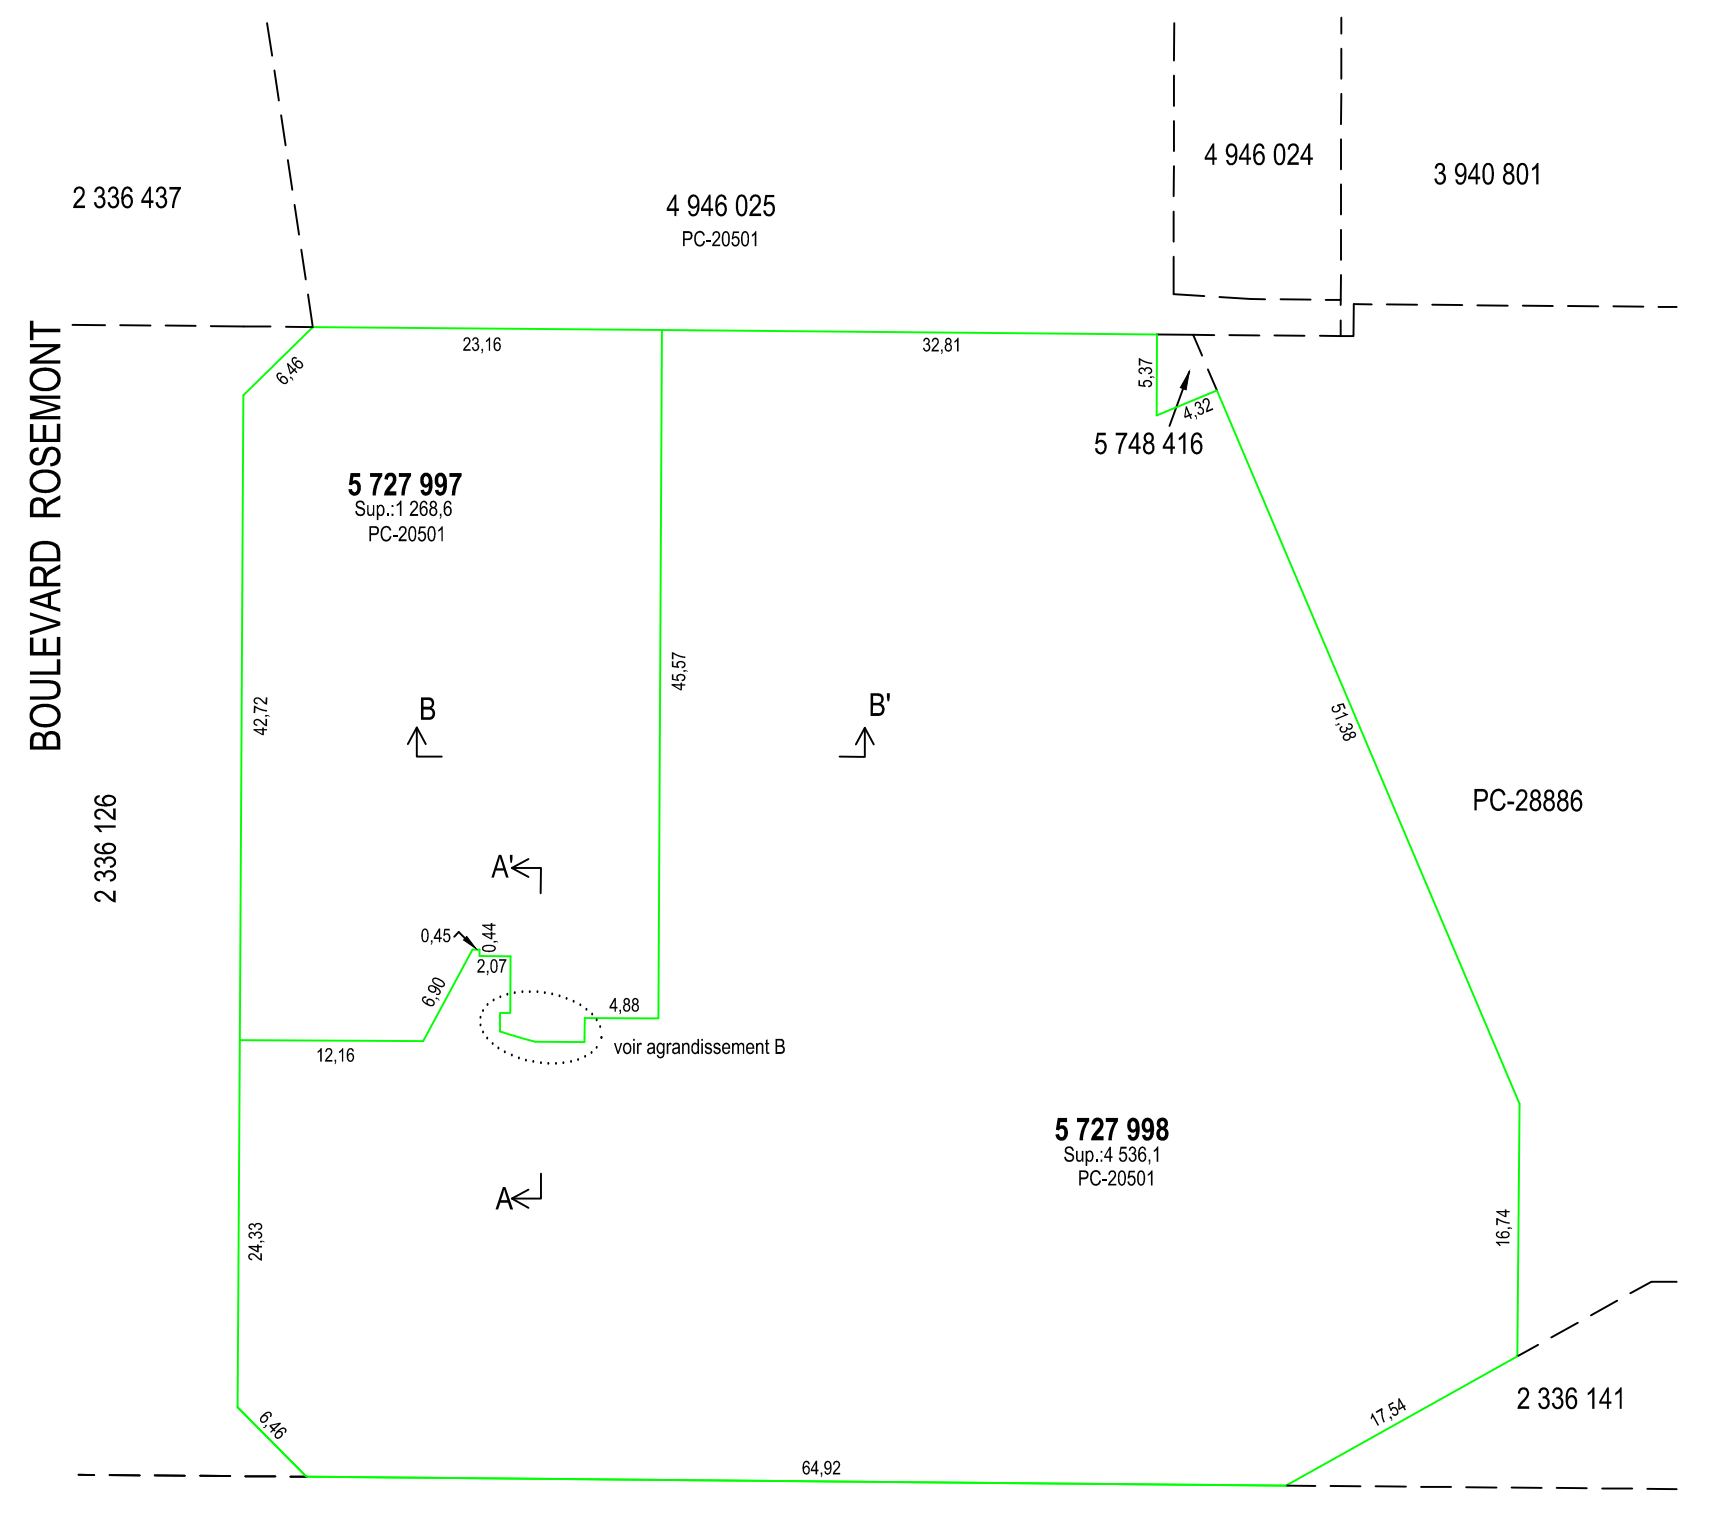 4 946 024
3 940 801
2 336 437
4 946 025
PC-20501
BOULEVARD ROSEMONT
23,16
32,81
6,46
5,37
4,32
5 748 416
5 727 997
Sup.:1 268,6
PC-20501
45,57
42,72
B
B'
51,38
PC-28886
2 336 126
A'
0,45
0,44
2,07
6,90
4,88
voir agrandissement B
12,16
5 727 998
Sup.:4 536,1
PC-20501
A
24,33
16,74
2 336 141
17,54
6,46
64,92